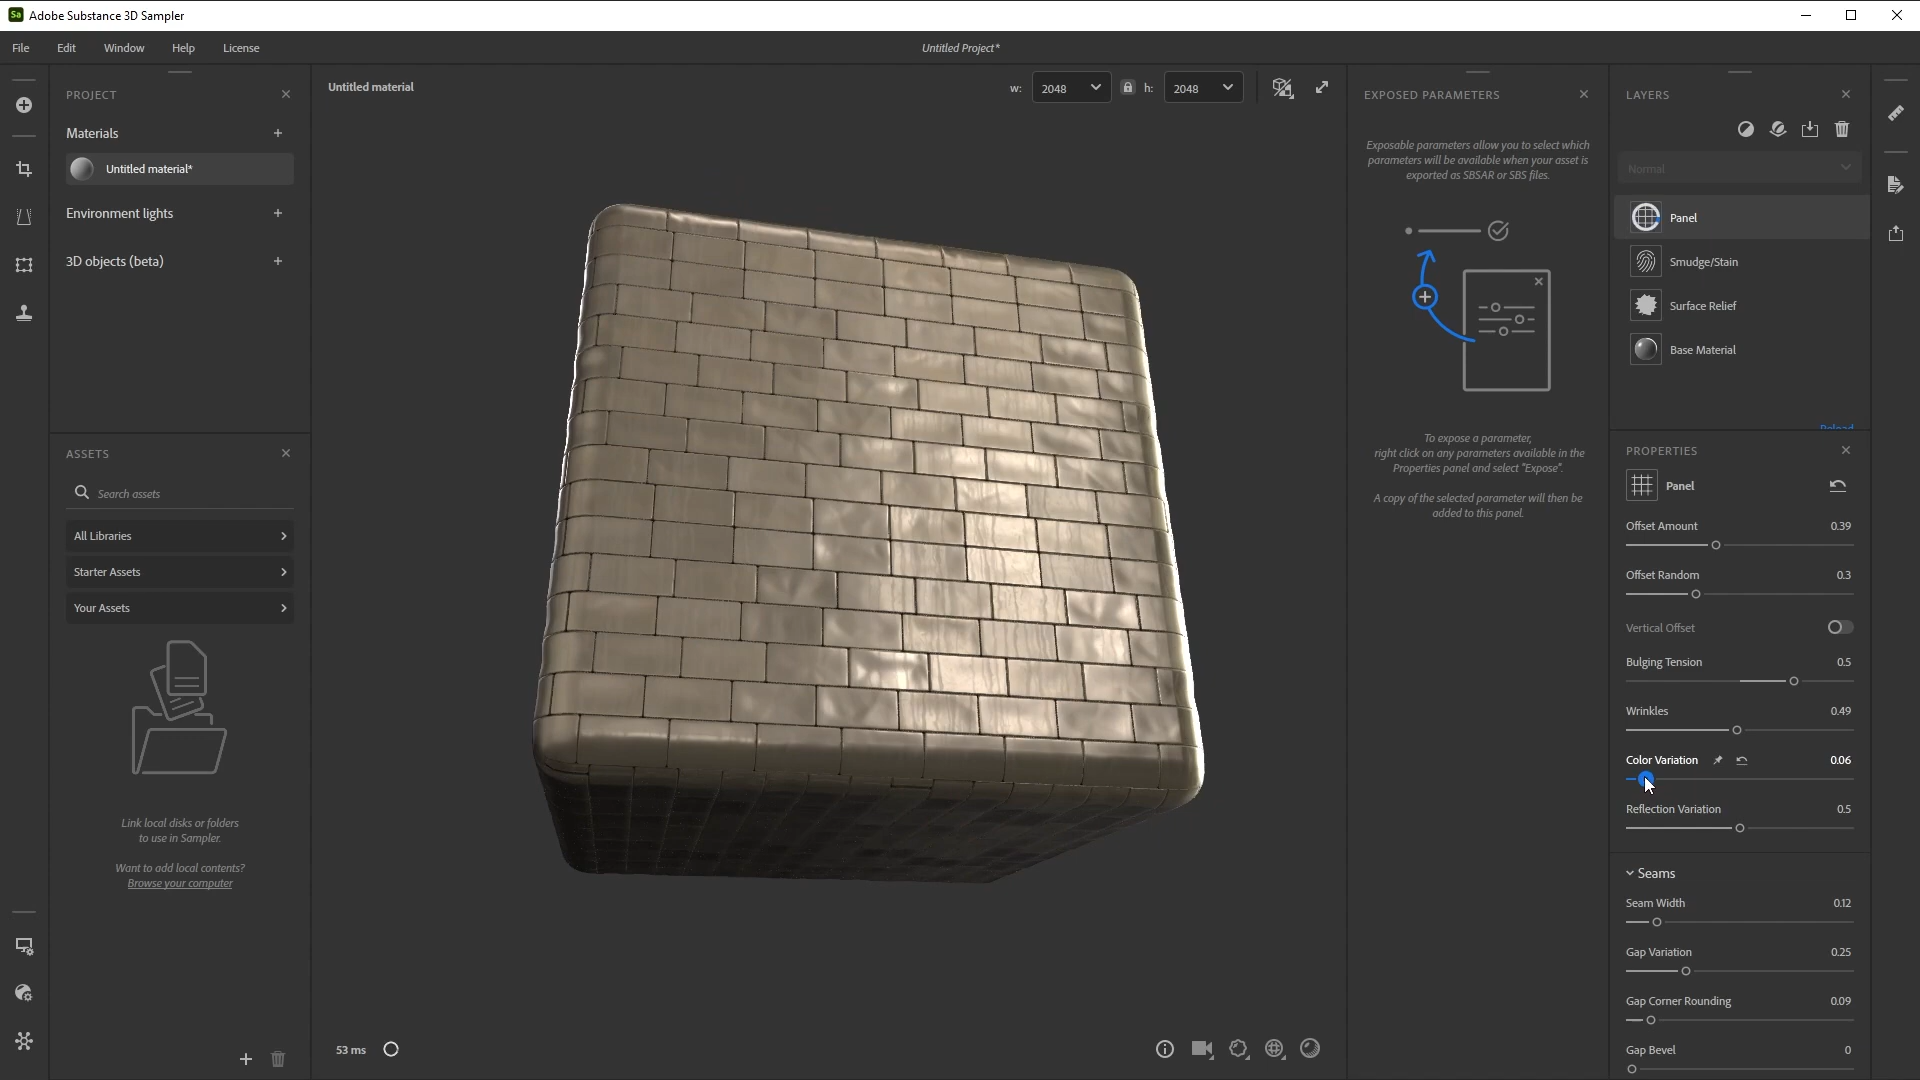 Sa Adobe Substance 3D Sampler
File Edit Window Help License
Untitled Project*
PROJECT
Materials
Untitled material*
Environment lights
3D objects (beta)
ASSETS
Search assets
All Libraries
Starter Assets
Your Assets
Link local disks or folders
to use in Sampler.
Want to add local contents?
Browse your computer
Untitled material
w: 2048 h: 2048
53 ms
EXPOSED PARAMETERS
Exposable parameters allow you to select which
parameters will be available when your asset is
exported as SBSAR or SBS files.
To expose a parameter,
right click on any parameters available in the
Properties panel and select "Expose".
A copy of the selected parameter will then be
added to this panel.
LAYERS
Normal
Panel
Smudge/Stain
Surface Relief
Base Material
Reload
PROPERTIES
Panel
Offset Amount 0.39
Offset Random 0.3
Vertical Offset
Bulging Tension 0.5
Wrinkles 0.49
Color Variation 0.06
Reflection Variation 0.5
Seams
Seam Width 0.12
Gap Variation 0.25
Gap Corner Rounding 0.09
Gap Bevel 0